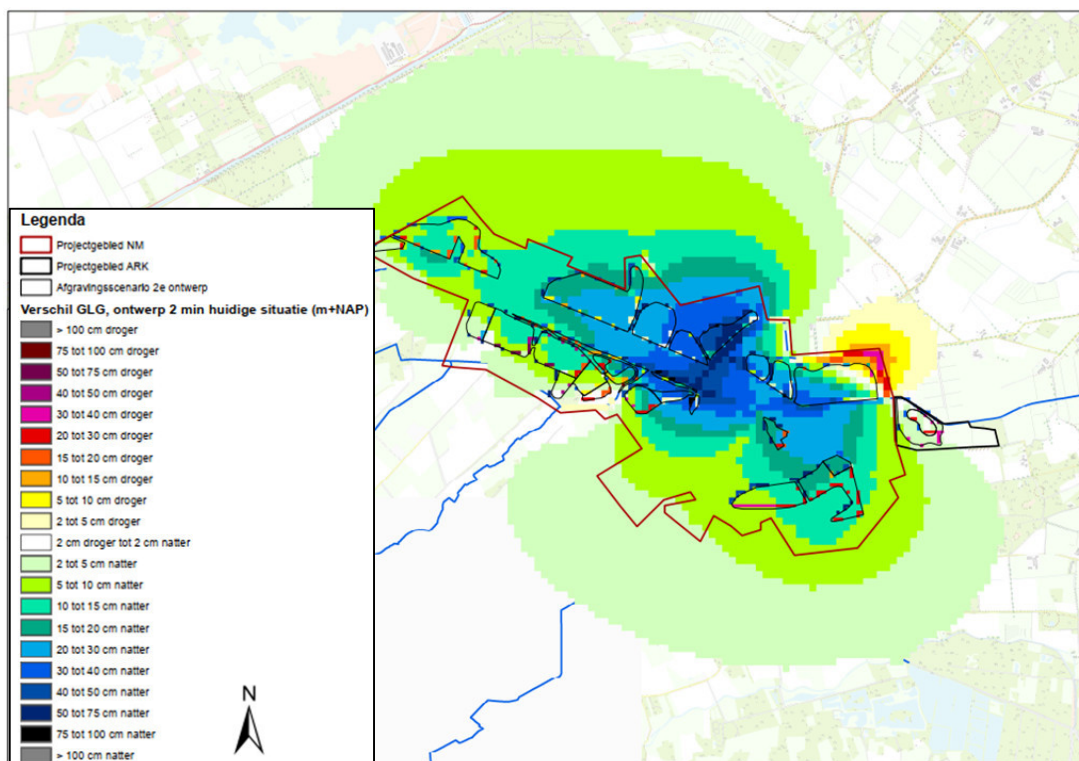 Legenda
Projectgebied NM
Projectgebied ARK
Afgravingsscenario 2e ontwerp
Verschil GLG, ontwerp 2 min huidige situatie (m+NAP)
> 100 cm droger
75 tot 100 cm droger
50 tot 75 cm droger
40 tot 50 cm droger
30 tot 40 cm droger
20 tot 30 cm droger
15 tot 20 cm droger
10 tot 15 cm droger
5 tot 10 cm droger
2 tot 5 cm droger
2 cm droger tot 2 cm natter
2 tot 5 cm natter
5 tot 10 cm natter
10 tot 15 cm natter
15 tot 20 cm natter
20 tot 30 cm natter
30 tot 40 cm natter
40 tot 50 cm natter
50 tot 75 cm natter
75 tot 100 cm natter
> 100 cm natter
N